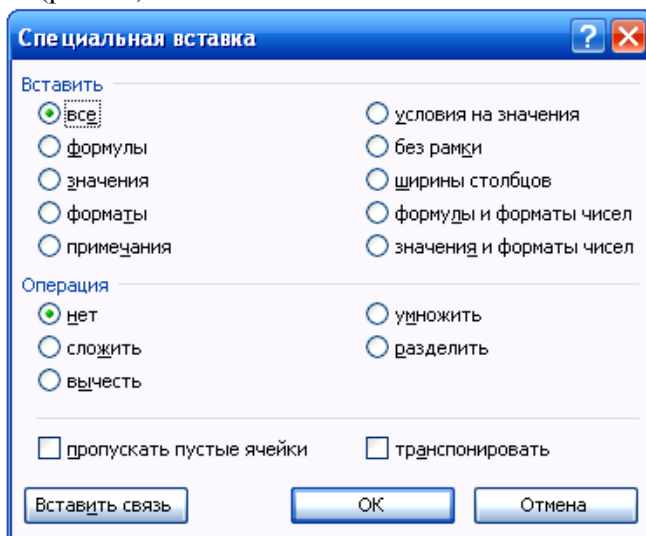 Специальная вставка
Вставить
все
условия на значения
формулы
без рамки
значения
ширины столбцов
форматы
формулы и форматы чисел
примечания
значения и форматы чисел
Операция
нет
умножить
сложить
разделить
вычесть
пропускать пустые ячейки
транспонировать
Вставить связь
ОК
Отмена